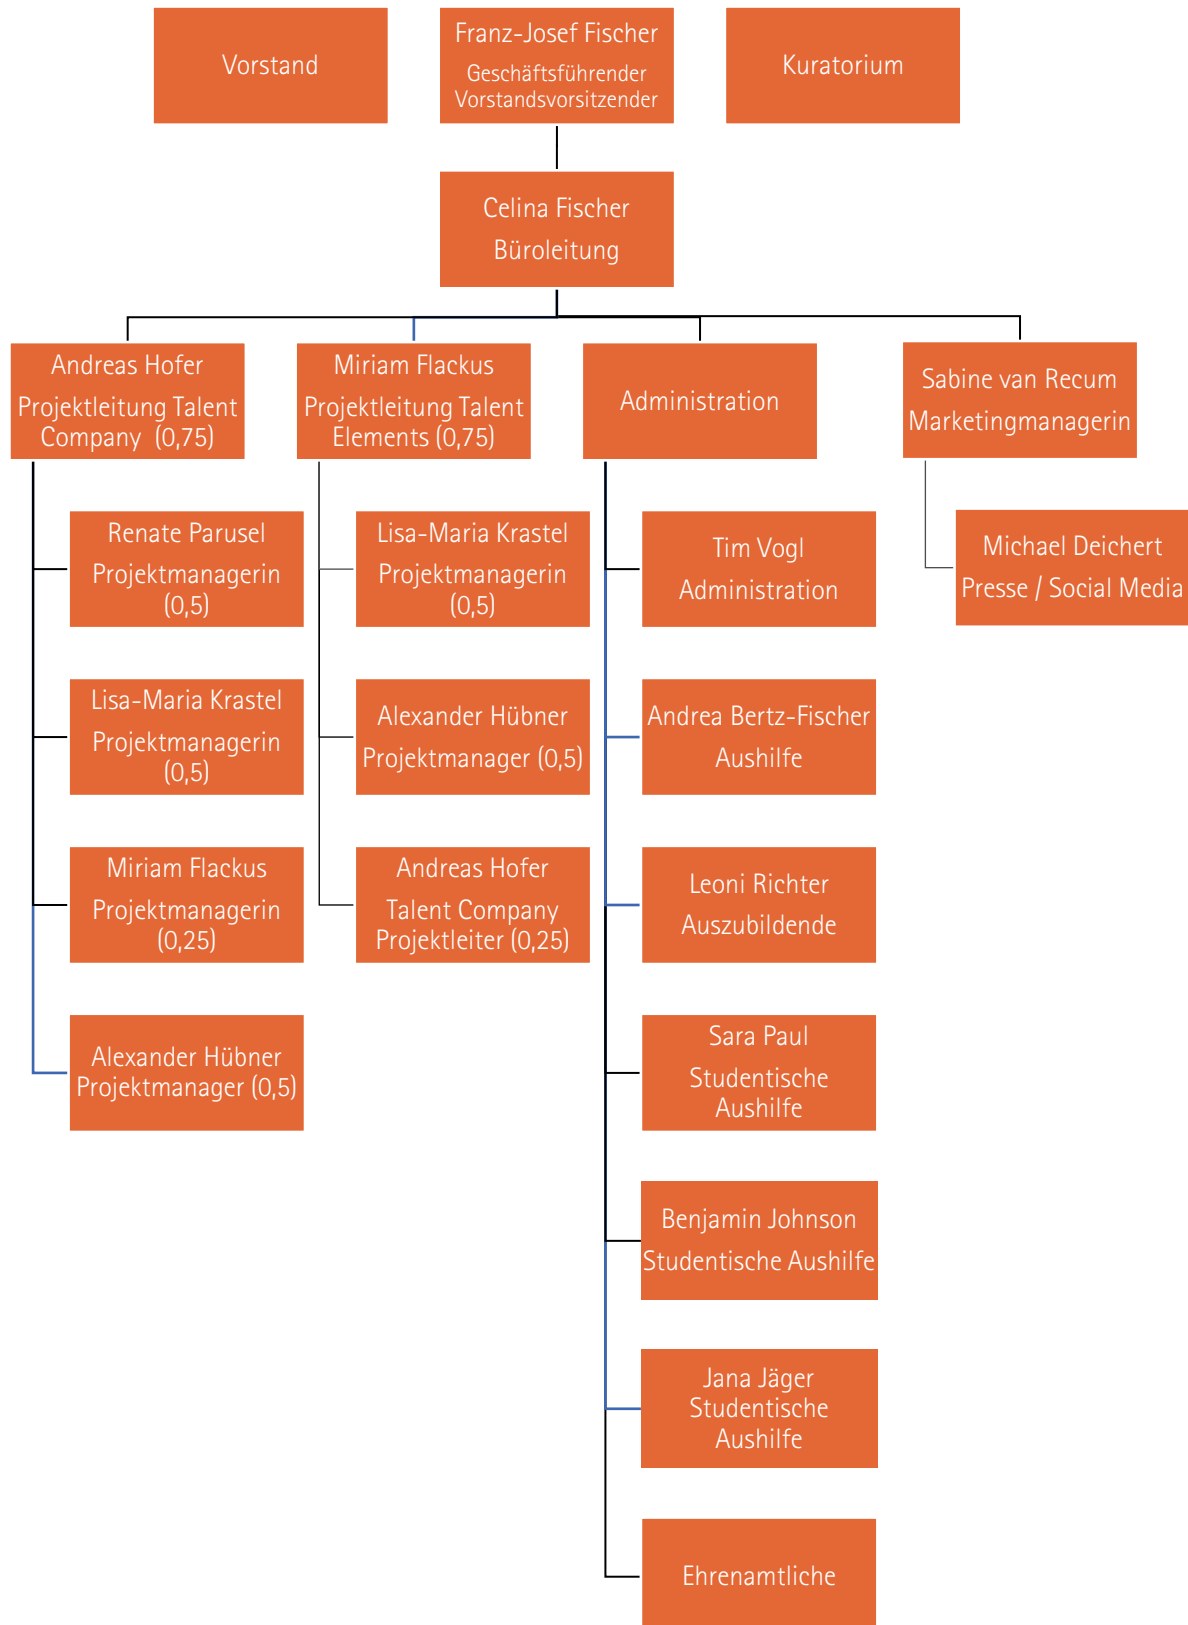 Vorstand
Franz-Josef Fischer
Geschäftsführender
Vorstandsvorsitzender
Kuratorium
Celina Fischer
Büroleitung
Andreas Hofer
Projektleitung Talent
Company (0,75)
Miriam Flackus
Projektleitung Talent
Elements (0,75)
Administration
Sabine van Recum
Marketingmanagerin
Renate Parusel
Projektmanagerin
(0,5)
Lisa-Maria Krastel
Projektmanagerin
(0,5)
Miriam Flackus
Projektmanagerin
(0,25)
Alexander Hübner
Projektmanager (0,5)
Lisa-Maria Krastel
Projektmanagerin
(0,5)
Alexander Hübner
Projektmanager (0,5)
Andreas Hofer
Talent Company
Projektleiter (0,25)
Tim Vogl
Administration
Andrea Bertz-Fischer
Aushilfe
Leoni Richter
Auszubildende
Sara Paul
Studentische
Aushilfe
Benjamin Johnson
Studentische Aushilfe
Jana Jäger
Studentische
Aushilfe
Ehrenamtliche
Michael Deichert
Presse / Social Media